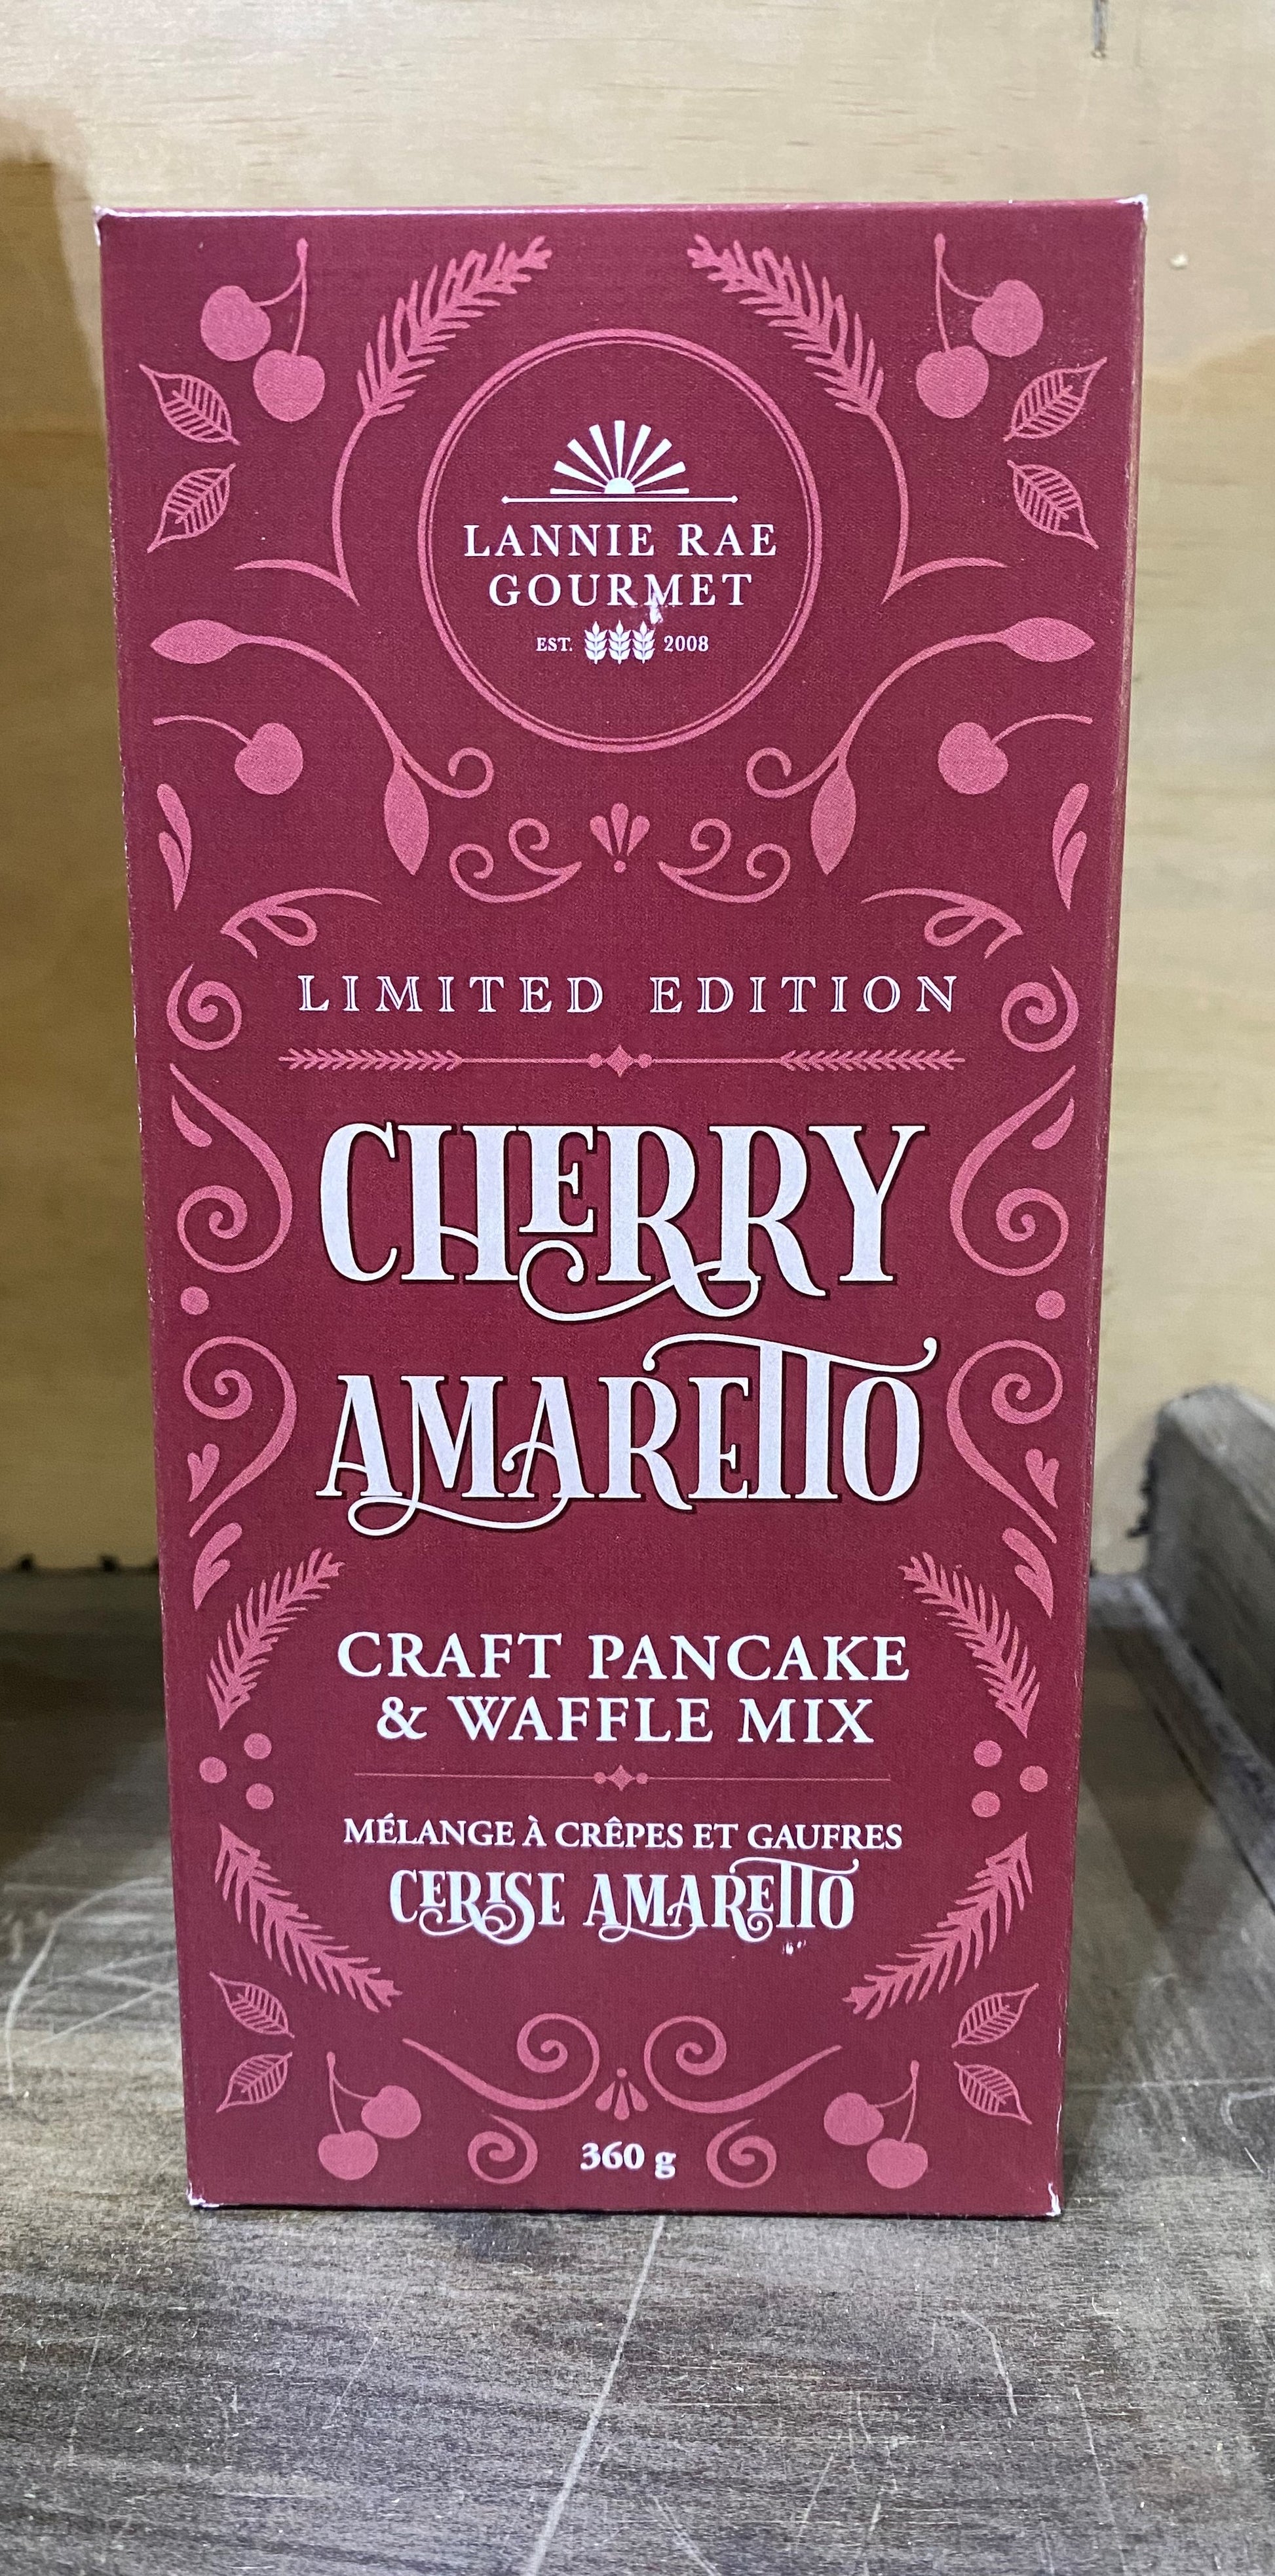 LANNIE RAE
GOURMET
EST. 2008
LIMITED EDITION
CHERRY
AMARETTO
CRAFT PANCAKE
& WAFFLE MIX
MÉLANGE À CRÊPES ET GAUFRES
CERISE AMARETTO
360 g